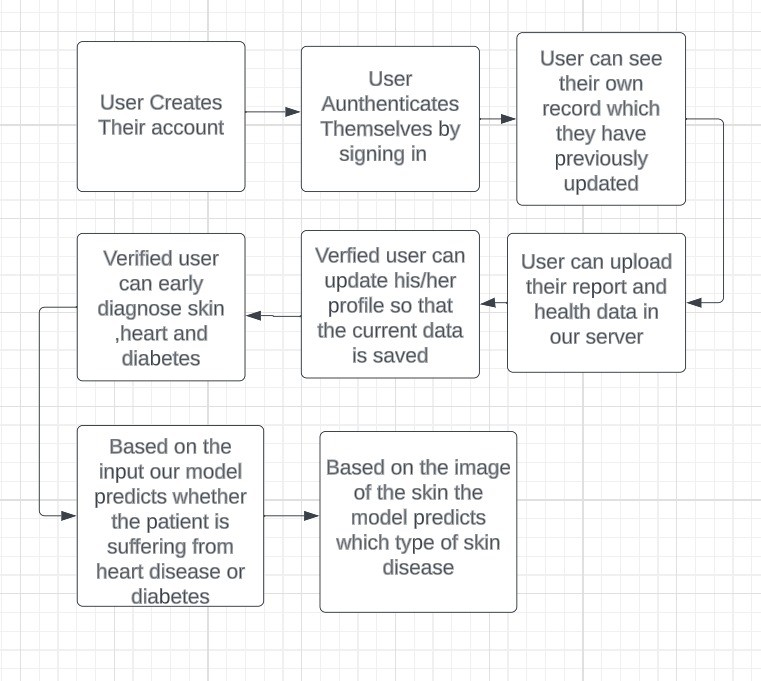 User Creates
Their account
User
Aunthenticates
Themselves by
signing in
User can see
their own
record which
they have
previously
updated
User can upload
their report and
health data in
our server
Verfied user can
update his/her
profile so that
the current data
is saved
Verified user
can early
diagnose skin
,heart and
diabetes
Based on the
input our model
predicts whether
the patient is
suffering from
heart disease or
diabetes
Based on the image
of the skin the
model predicts
which type of skin
disease